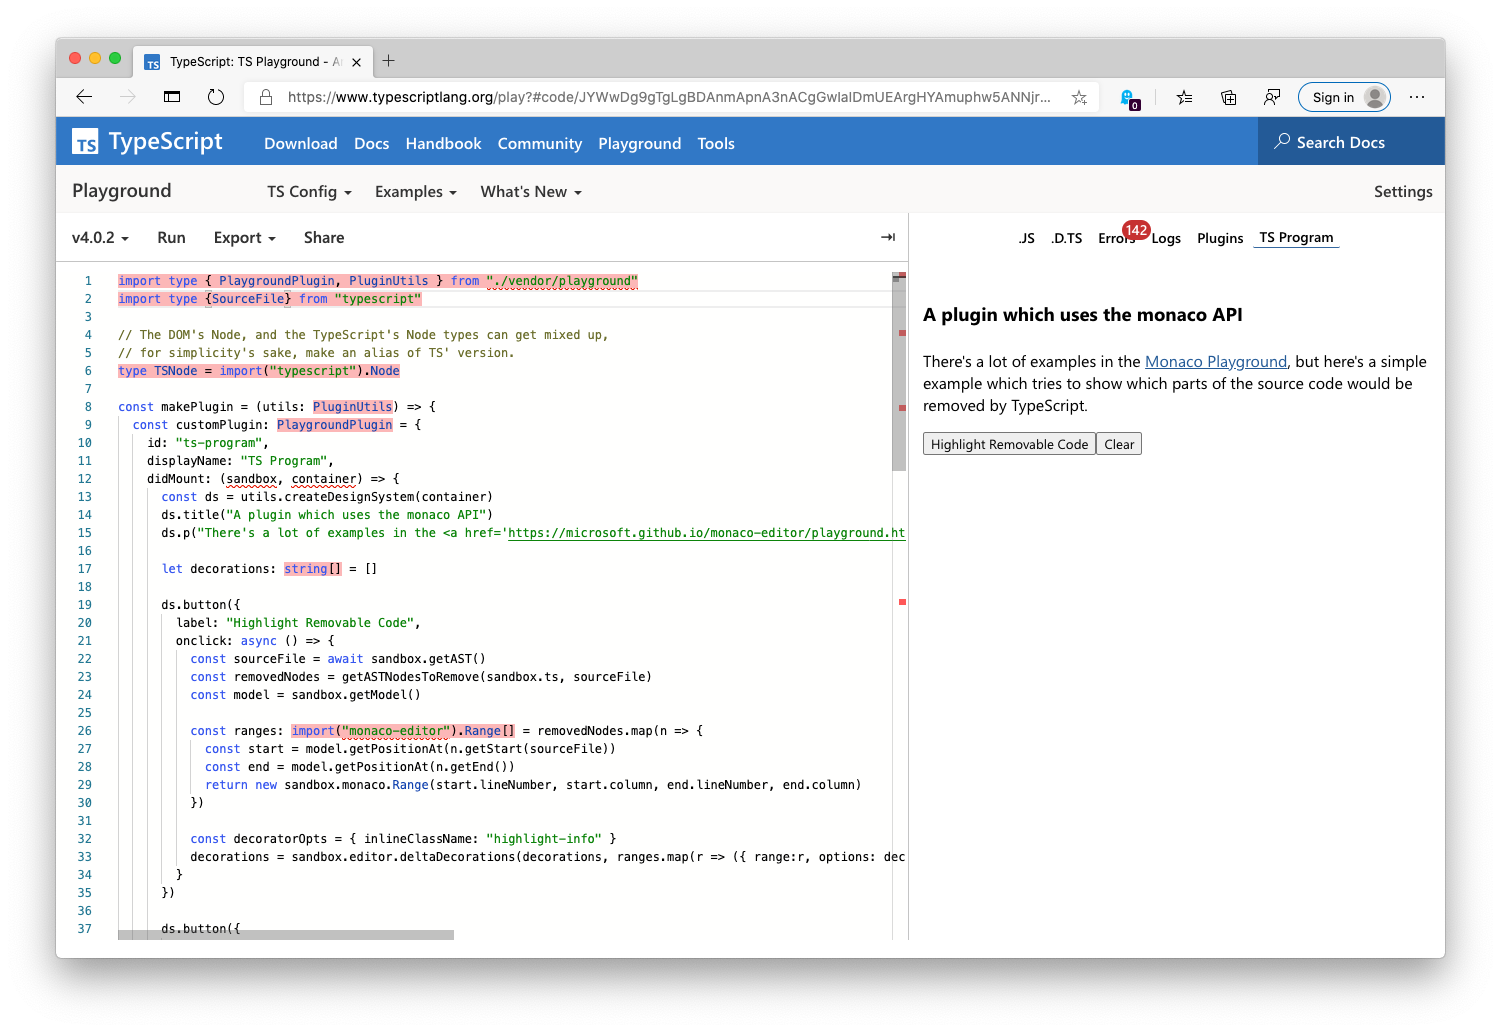 TS TypeScript: TS Playground - A
https://www.typescriptlang.org/play?#code/JYWwDg9gTgLgBDAnmApnA3nACgGwIaIDmUEArgHYAmuphw5ANNjr...
0
Sign in
TS TypeScript
Download Docs Handbook Community Playground Tools
Search Docs
Playground
TS Config Examples What's New
Settings
v4.0.2 Run Export Share
.JS .D.TS Errors 142 Logs Plugins TS Program
1 import type { PlaygroundPlugin, PluginUtils } from "./vendor/playground"
2 import type {SourceFile} from "typescript"
3
4 // The DOM's Node, and the TypeScript's Node types can get mixed up,
5 // for simplicity's sake, make an alias of TS' version.
6 type TSNode = import("typescript").Node
7
8 const makePlugin = (utils: PluginUtils) => {
9 const customPlugin: PlaygroundPlugin = {
10 id: "ts-program",
11 displayName: "TS Program",
12 didMount: (sandbox, container) => {
13 const ds = utils.createDesignSystem(container)
14 ds.title("A plugin which uses the monaco API")
15 ds.p("There's a lot of examples in the <a href='https://microsoft.github.io/monaco-editor/playground.ht
16
17 let decorations: string[] = []
18
19 ds.button({
20 label: "Highlight Removable Code",
21 onclick: async () => {
22 const sourceFile = await sandbox.getAST()
23 const removedNodes = getASTNodesToRemove(sandbox.ts, sourceFile)
24 const model = sandbox.getModel()
25
26 const ranges: import("monaco-editor").Range[] = removedNodes.map(n => {
27 const start = model.getPositionAt(n.getStart(sourceFile))
28 const end = model.getPositionAt(n.getEnd())
29 return new sandbox.monaco.Range(start.lineNumber, start.column, end.lineNumber, end.column)
30 })
31
32 const decoratorOpts = { inlineClassName: "highlight-info" }
33 decorations = sandbox.editor.deltaDecorations(decorations, ranges.map(r => ({ range:r, options: dec
34 }
35 })
36
37 ds.button({
A plugin which uses the monaco API
There's a lot of examples in the Monaco Playground, but here's a simple
example which tries to show which parts of the source code would be
removed by TypeScript.
Highlight Removable Code Clear